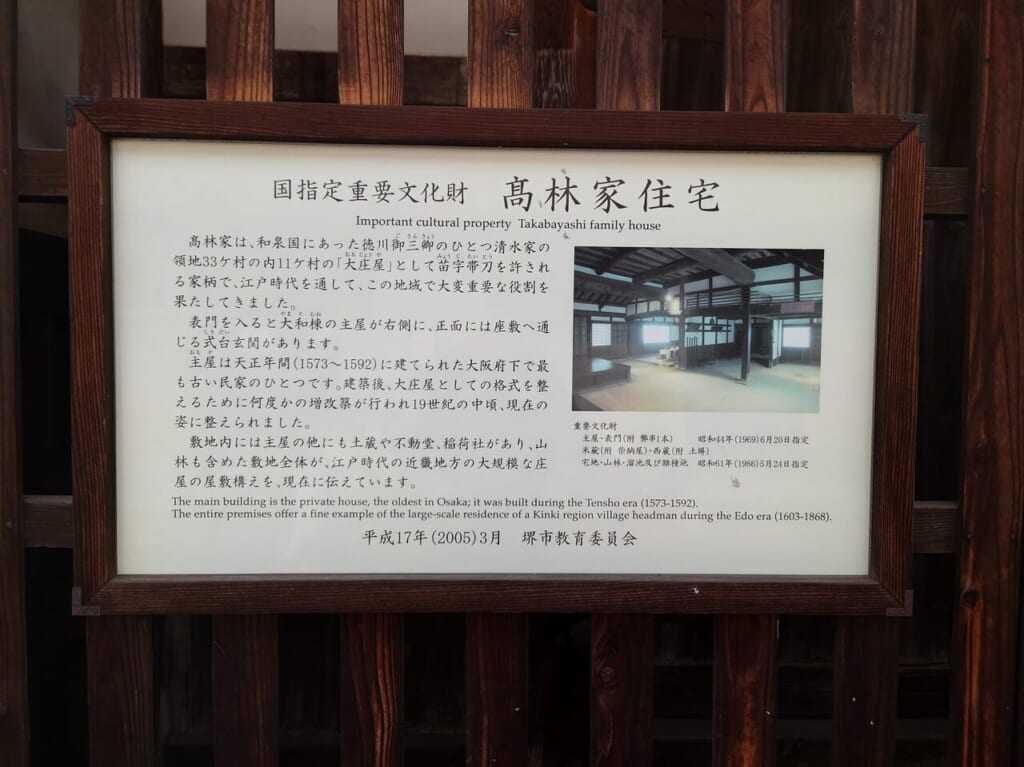 国指定重要文化財 髙林家住宅
Important cultural property Takabayashi family house
髙林家は、和泉国にあった徳川御三卿のひとつ清水家の
領地33ケ村の内11ケ村の「大庄屋」として苗字帯刀を許され
る家柄で、江戸時代を通して、この地域で大変重要な役割を
果たしてきました。
表門を入ると大和棟の主屋が右側に、正面には座敷へ通
じる式台玄関があります。
主屋は天正年間(1573～1592)に建てられた大阪府下で最
も古い民家のひとつです。建築後、大庄屋としての格式を整
えるために何度かの増改築が行われ19世紀の中頃、現在の
姿に整えられました。
敷地内には主屋の他にも土蔵や不動堂、稲荷社があり、山
林も含めた敷地全体が、江戸時代の近畿地方の大規模な庄
屋の屋敷構えを、現在に伝えています。
重要文化財
主屋・表門(附 弊串1本) 昭和44年(1969)6月20日指定
米蔵(附 祭納屋)・西蔵(附 土塀)
宅地・山林・溜池及び雑種地 昭和61年(1986)5月24日指定
The main building is the private house, the oldest in Osaka; it was built during the Tensho era (1573-1592).
The entire premises offer a fine example of the large-scale residence of a Kinki region village headman during the Edo era (1603-1868).
平成17年(2005)3月 堺市教育委員会